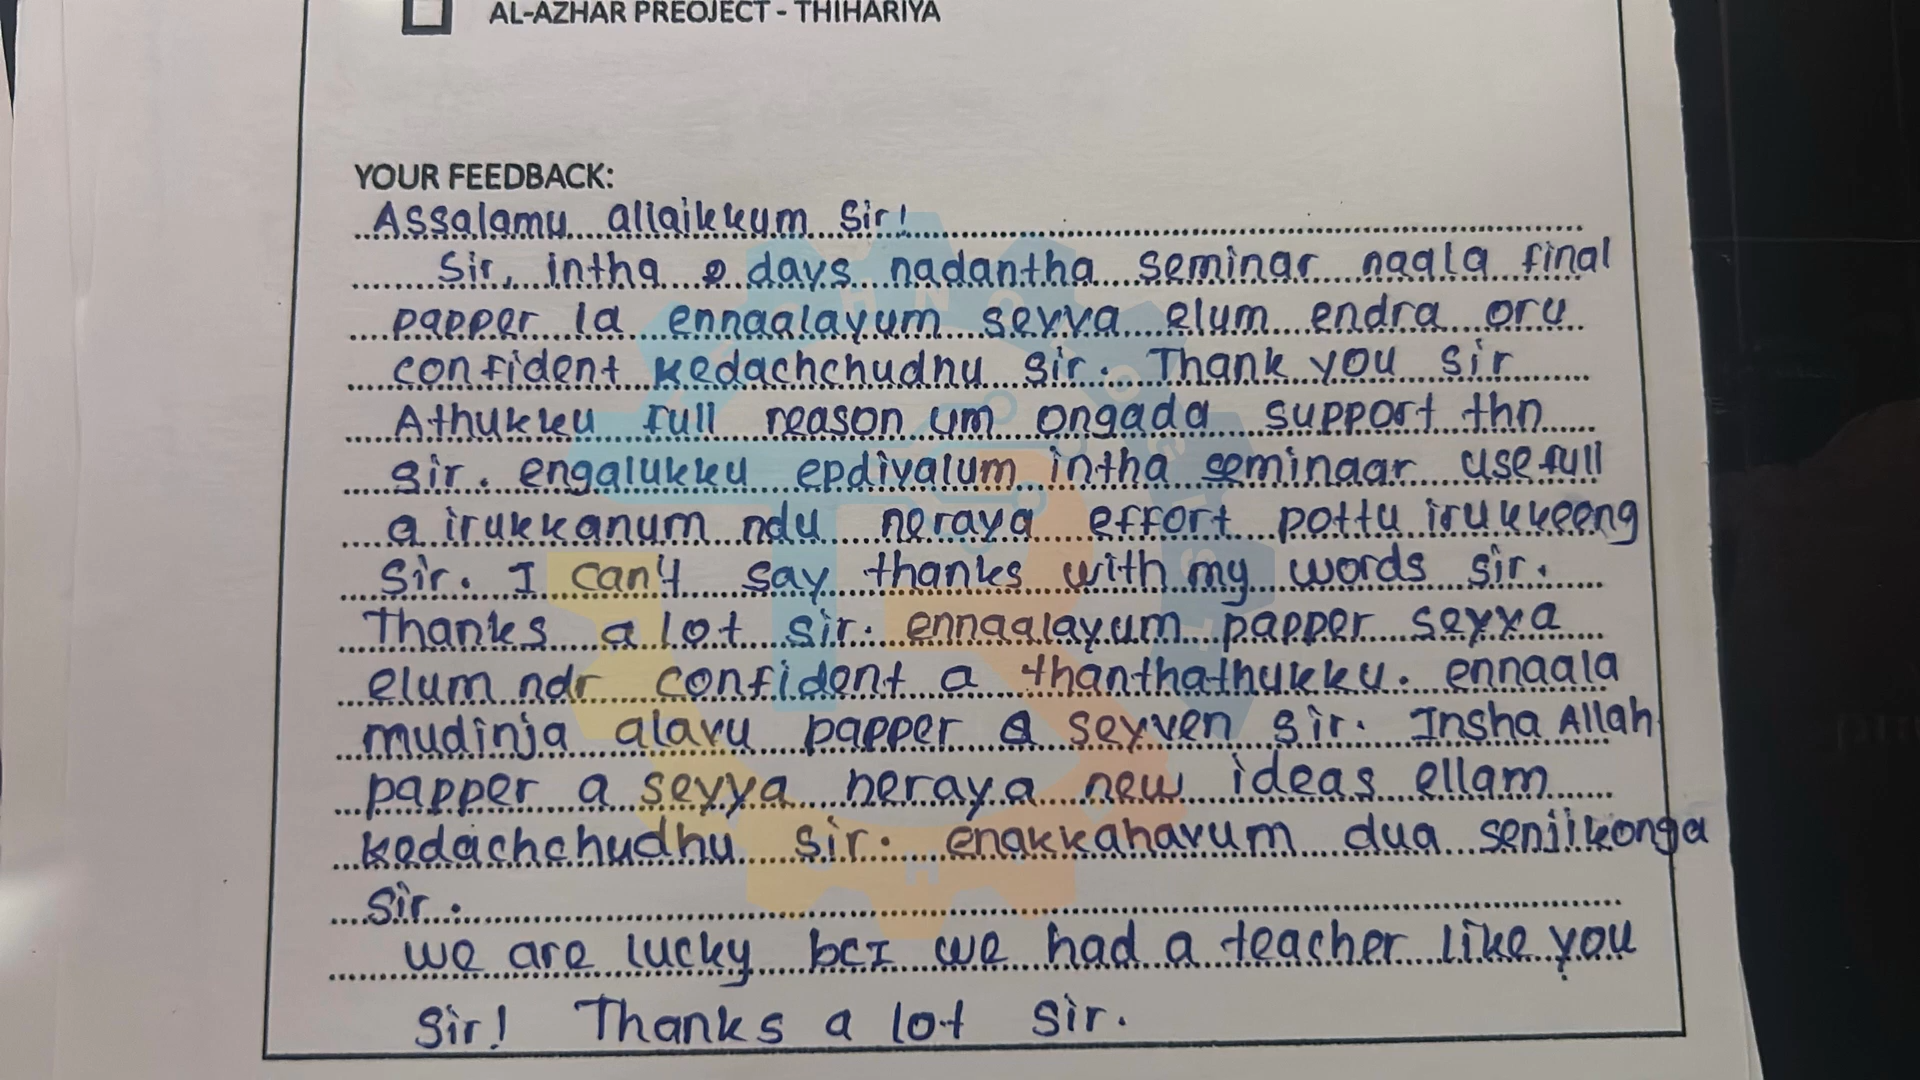 AL-AZHAR PREOJECT - THIHARIYA
YOUR FEEDBACK:
Assalamu allaikkum Sir!
Sir, intha 2 days nadantha seminar naala final
papper la ennaalayum seyya elum endra oru
confident kedachchudhu sir. Thank you sir
Athukku full reason um ongada support thn
sir. engalukku epdiyalum intha seminaar usefull
a irukkanum ndu neraya effort pottu irukkeeng
Sir. I can't say thanks with my words sir.
Thanks a lot sir. ennaalayum papper seyya
elum ndr confident a thanthathukku. ennaala
mudinja alavu papper a seyven sir. Insha Allah
papper a seyya neraya new ideas ellam
kedachchudhu sir. enakkahavum dua senjikonga
Sir.
we are lucky bcz we had a teacher like you
Sir! Thanks a lot sir.